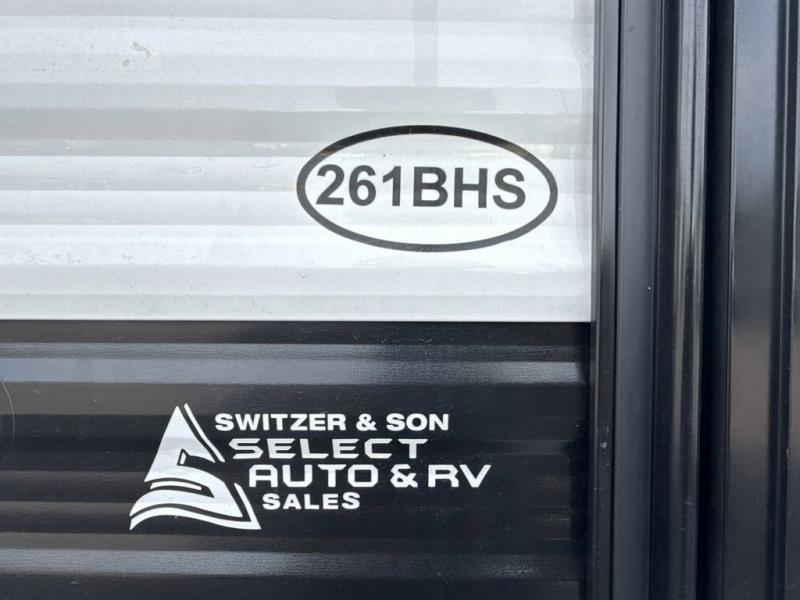 261BHS
SWITZER & SON
SELECT
AUTO & RV
SALES